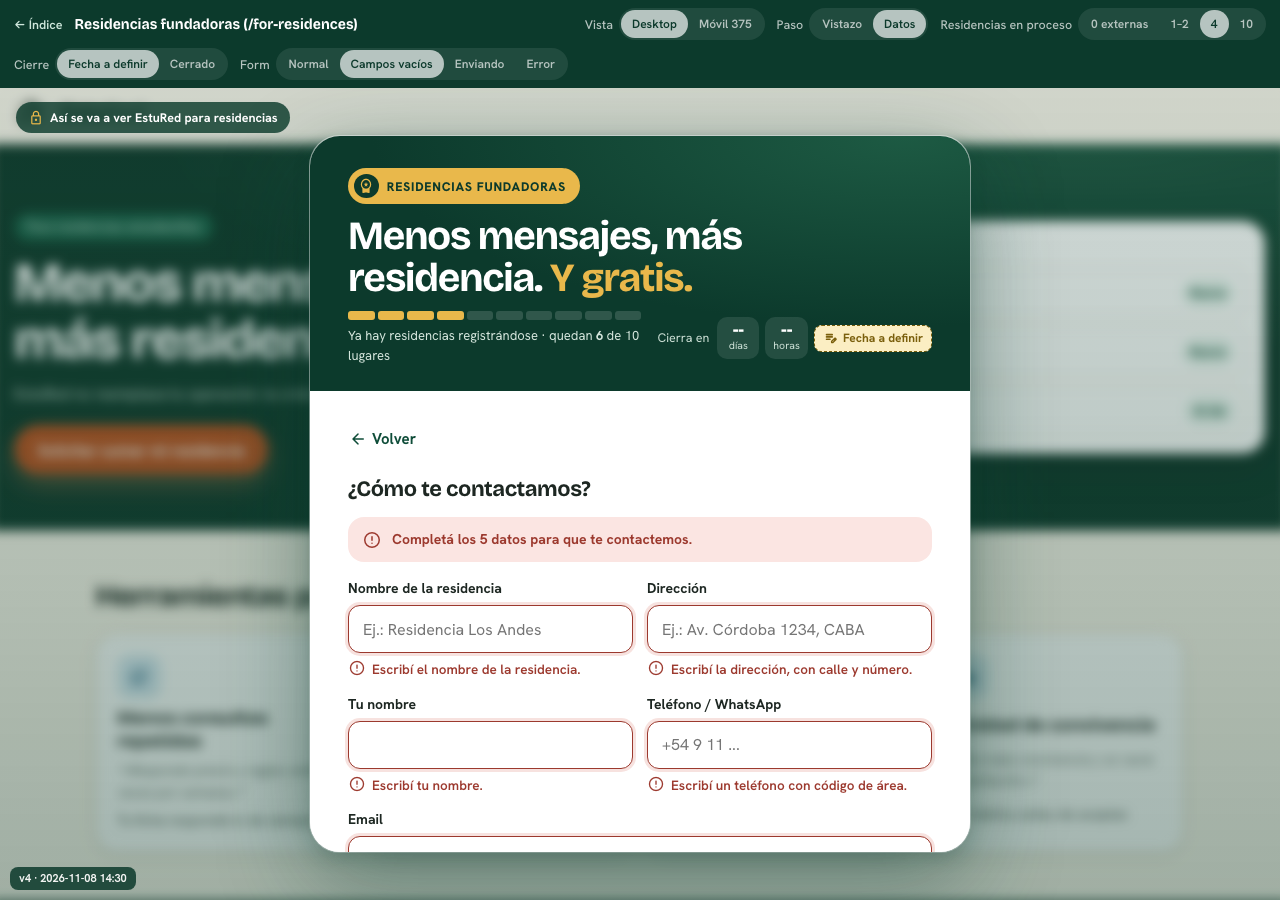 ← Índice Residencias fundadoras (/for-residences) Vista Desktop Móvil 375 Paso Vistazo Datos Residencias en proceso 0 externas 1–2 4 10
Cierre Fecha a definir Cerrado Form Normal Campos vacíos Enviando Error
Así se va a ver EstuRed para residencias
RESIDENCIAS FUNDADORAS
Menos mensajes, más
residencia. Y gratis.
Ya hay residencias registrándose · quedan 6 de 10
lugares
Cierra en -- días -- horas Fecha a definir
← Volver
¿Cómo te contactamos?
Completá los 5 datos para que te contactemos.
Nombre de la residencia Dirección
Ej.: Residencia Los Andes Ej.: Av. Córdoba 1234, CABA
Escribí el nombre de la residencia. Escribí la dirección, con calle y número.
Tu nombre Teléfono / WhatsApp
+54 9 11 ...
Escribí tu nombre. Escribí un teléfono con código de área.
Email
Menos mens
más residen
Herramientas p
v4 · 2026-11-08 14:30